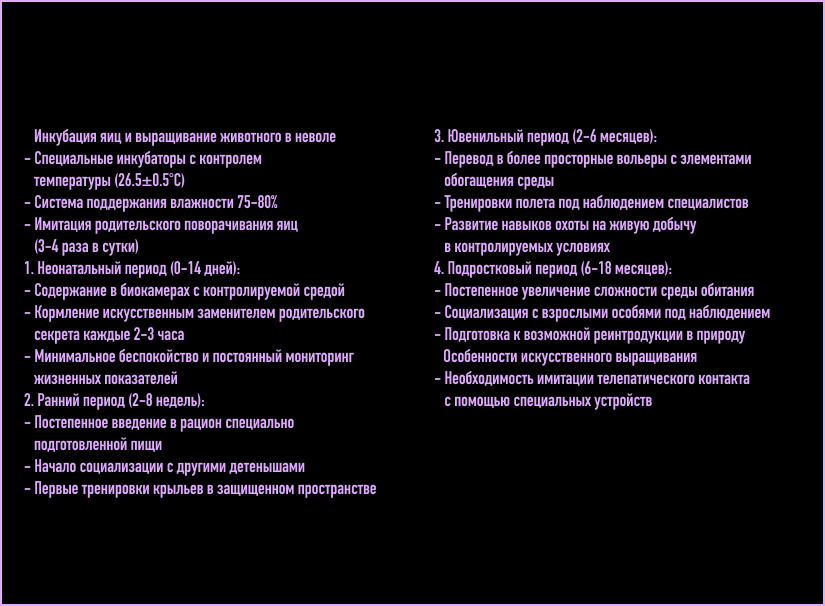 Инкубация яиц и выращивание животного в неволе
- Специальные инкубаторы с контролем
температуры (26.5±0.5°C)
- Система поддержания влажности 75-80%
- Имитация родительского поворачивания яиц
(3-4 раза в сутки)
1. Неонатальный период (0-14 дней):
- Содержание в биокамерах с контролируемой средой
- Кормление искусственным заменителем родительского
секрета каждые 2-3 часа
- Минимальное беспокойство и постоянный мониторинг
жизненных показателей
2. Ранний период (2-8 недель):
- Постепенное введение в рацион специально
подготовленной пищи
- Начало социализации с другими детенышами
- Первые тренировки крыльев в защищенном пространстве
3. Ювенильный период (2-6 месяцев):
- Перевод в более просторные вольеры с элементами
обогащения среды
- Тренировки полета под наблюдением специалистов
- Развитие навыков охоты на живую добычу
в контролируемых условиях
4. Подростковый период (6-18 месяцев):
- Постепенное увеличение сложности среды обитания
- Социализация с взрослыми особями под наблюдением
- Подготовка к возможной реинтродукции в природу
Особенности искусственного выращивания
- Необходимость имитации телепатического контакта
с помощью специальных устройств